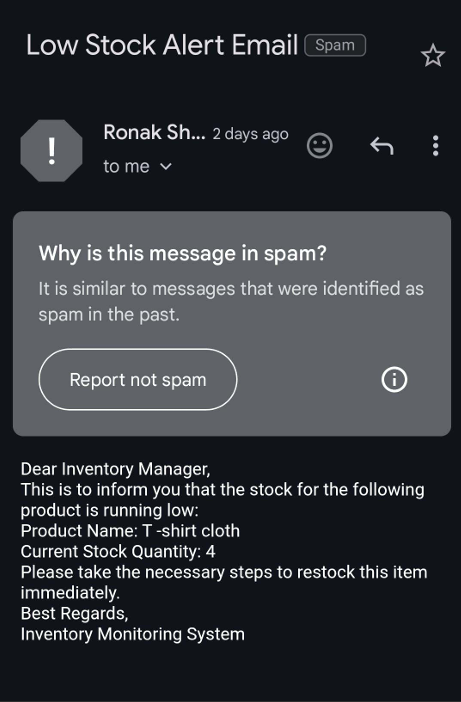 Low Stock Alert Email Spam
Ronak Sh... 2 days ago
to me
Why is this message in spam?
It is similar to messages that were identified as
spam in the past.
Report not spam
Dear Inventory Manager,
This is to inform you that the stock for the following
product is running low:
Product Name: T -shirt cloth
Current Stock Quantity: 4
Please take the necessary steps to restock this item
immediately.
Best Regards,
Inventory Monitoring System